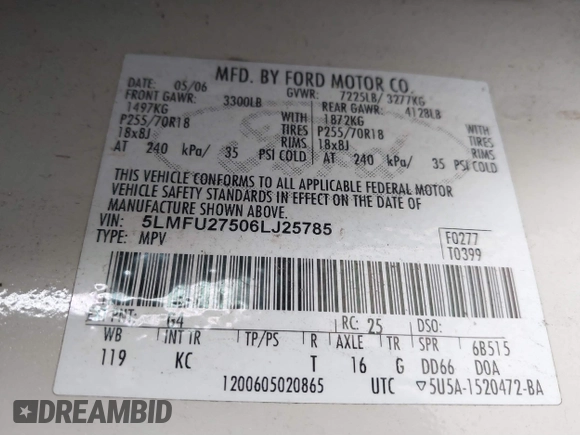 MFD. BY FORD MOTOR CO.
DATE: 05/06 GVWR: 7225LB/ 3277KG
FRONT GAWR: 3300LB REAR GAWR: 4128LB
1497KG WITH 1872KG WITH
P255/70R18 TIRES P255/70R18 TIRES
18x8J RIMS 18x8J RIMS
AT 240 kPa/ 35 PSI COLD AT 240 kPa/ 35 PSI COLD
THIS VEHICLE CONFORMS TO ALL APPLICABLE FEDERAL MOTOR
VEHICLE SAFETY STANDARDS IN EFFECT ON THE DATE OF
MANUFACTURE SHOWN ABOVE.
VIN: 5LMFU27506LJ25785
TYPE: MPV
F0277
T0399
RC: 25 DSO:
WB INT TR TP/PS R AXLE TR SPR 6B515
119 KC T 16 G DD66 D0A
1200605020865 UTC ▽5U5A-1520472-BA
Ford
DREAMBID